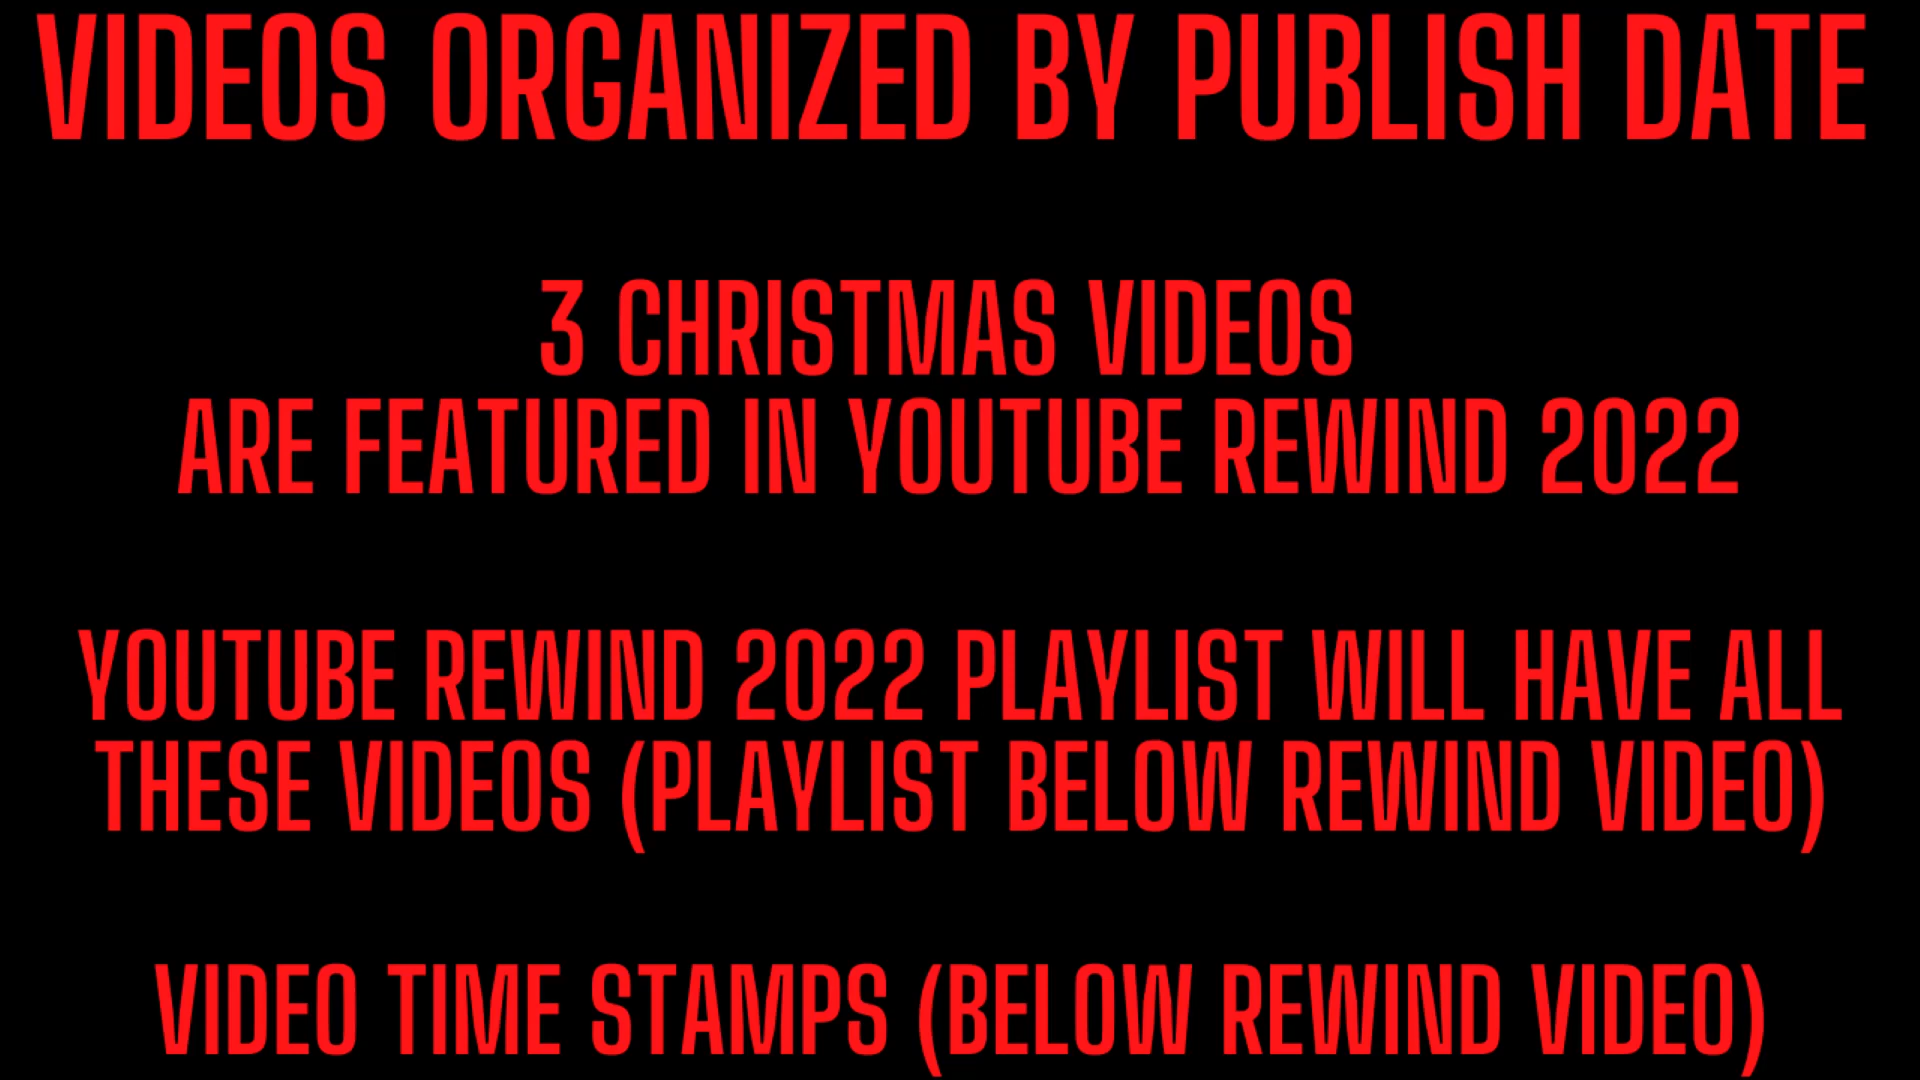 VIDEOS ORGANIZED BY PUBLISH DATE
3 CHRISTMAS VIDEOS
ARE FEATURED IN YOUTUBE REWIND 2022
YOUTUBE REWIND 2022 PLAYLIST WILL HAVE ALL
THESE VIDEOS (PLAYLIST BELOW REWIND VIDEO)
VIDEO TIME STAMPS (BELOW REWIND VIDEO)